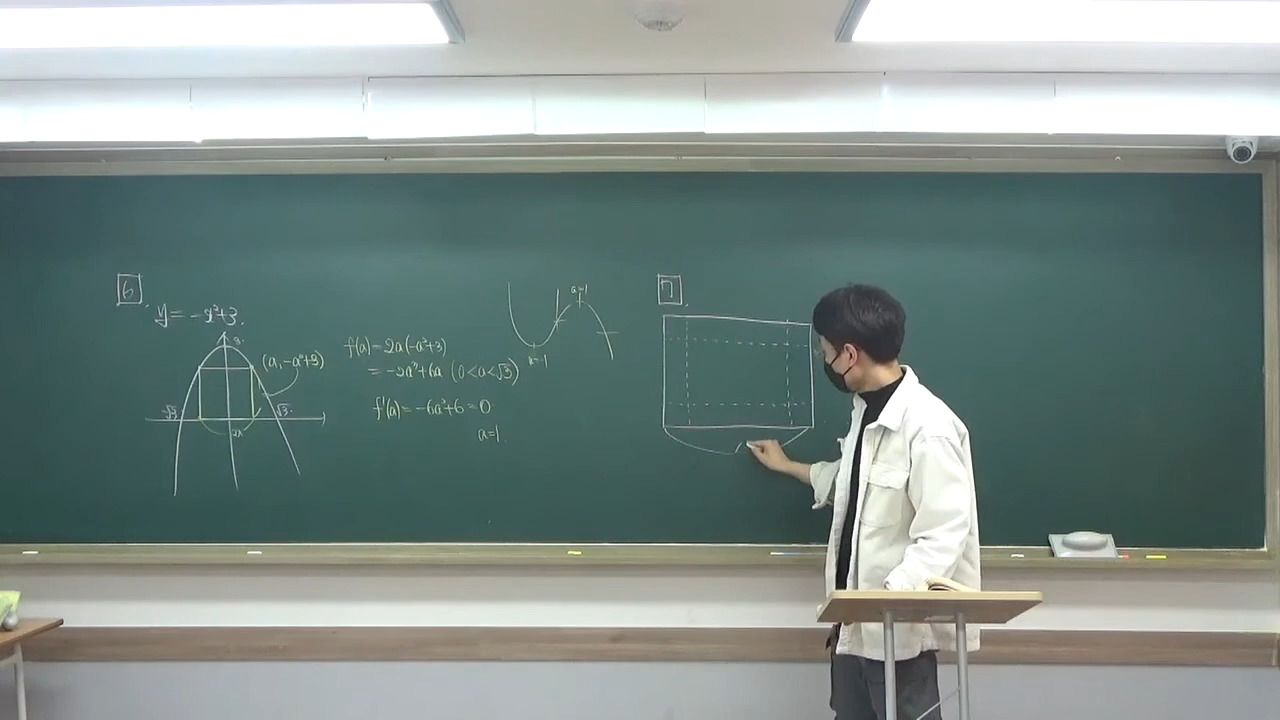 6.
y = -x²+3.
3.
(a, -a²+3)
-√3
√3.
2a
f(a) = 2a(-a²+3)
= -2a³+6a (0<a<√3)
f'(a) = -6a²+6 = 0
a=1.
a=1
a=-1
7.